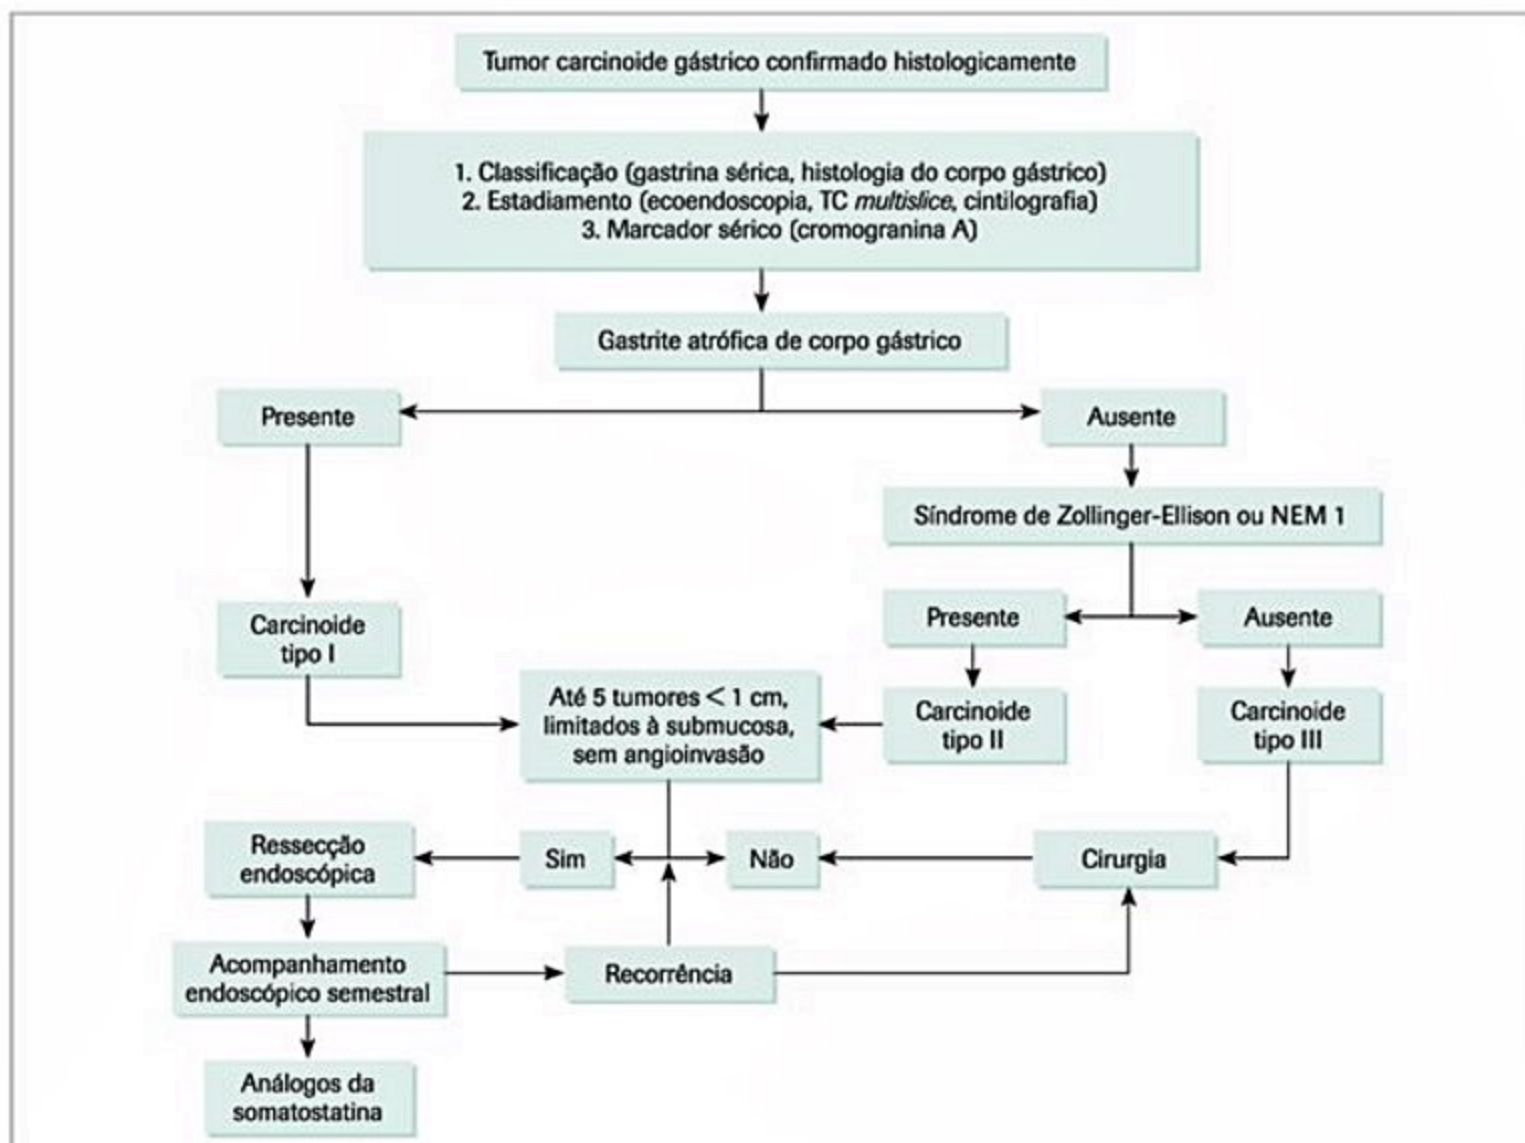 Tumor carcinoide gástrico confirmado histologicamente
1. Classificação (gastrina sérica, histologia do corpo gástrico)
2. Estadiamento (ecoendoscopia, TC multislice, cintilografia)
3. Marcador sérico (cromogranina A)
Gastrite atrófica de corpo gástrico
Presente
Ausente
Síndrome de Zollinger-Ellison ou NEM 1
Presente
Ausente
Carcinoide
tipo I
Carcinoide
tipo II
Carcinoide
tipo III
Até 5 tumores < 1 cm,
limitados à submucosa,
sem angioinvasão
Ressecção
endoscópica
Sim
Não
Cirurgia
Acompanhamento
endoscópico semestral
Recorrência
Análogos da
somatostatina